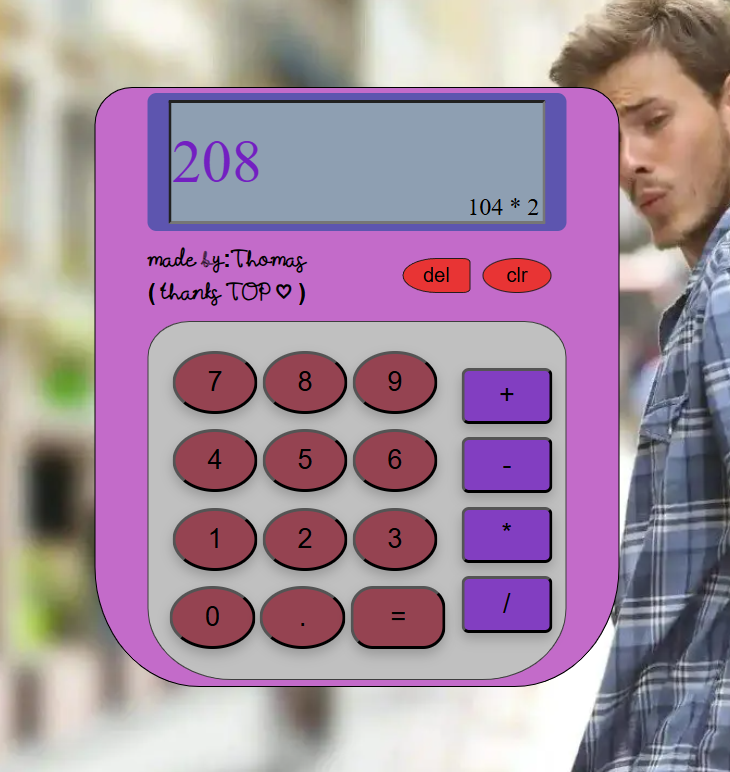 208
104 * 2
made by:Thomas
(thanks TOP♡)
del clr
7 8 9 +
4 5 6 -
1 2 3 *
0 . = /